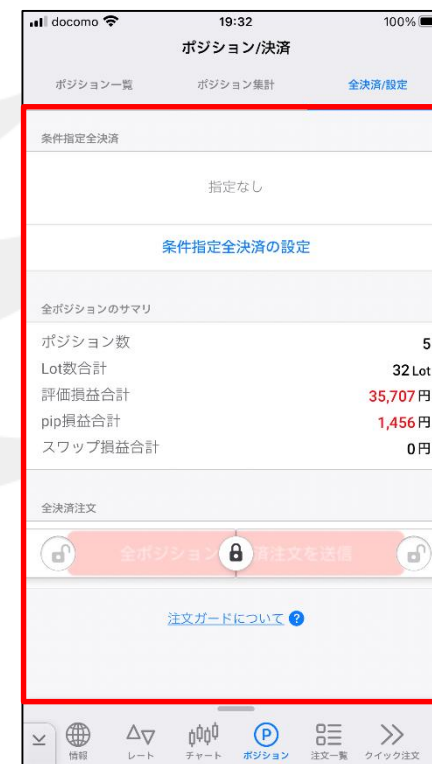 docomo 19:32 100%
ポジション/決済
ポジション一覧 ポジション集計 全決済/設定
条件指定全決済
指定なし
条件指定全決済の設定
全ポジションのサマリ
ポジション数 5
Lot数合計 32 Lot
評価損益合計 35,707 円
pip損益合計 1,456 円
スワップ損益合計 0 円
全決済注文
全ポジション 済注文を送信
注文ガードについて ?
情報 レート チャート P ポジション 注文一覧 クイック注文